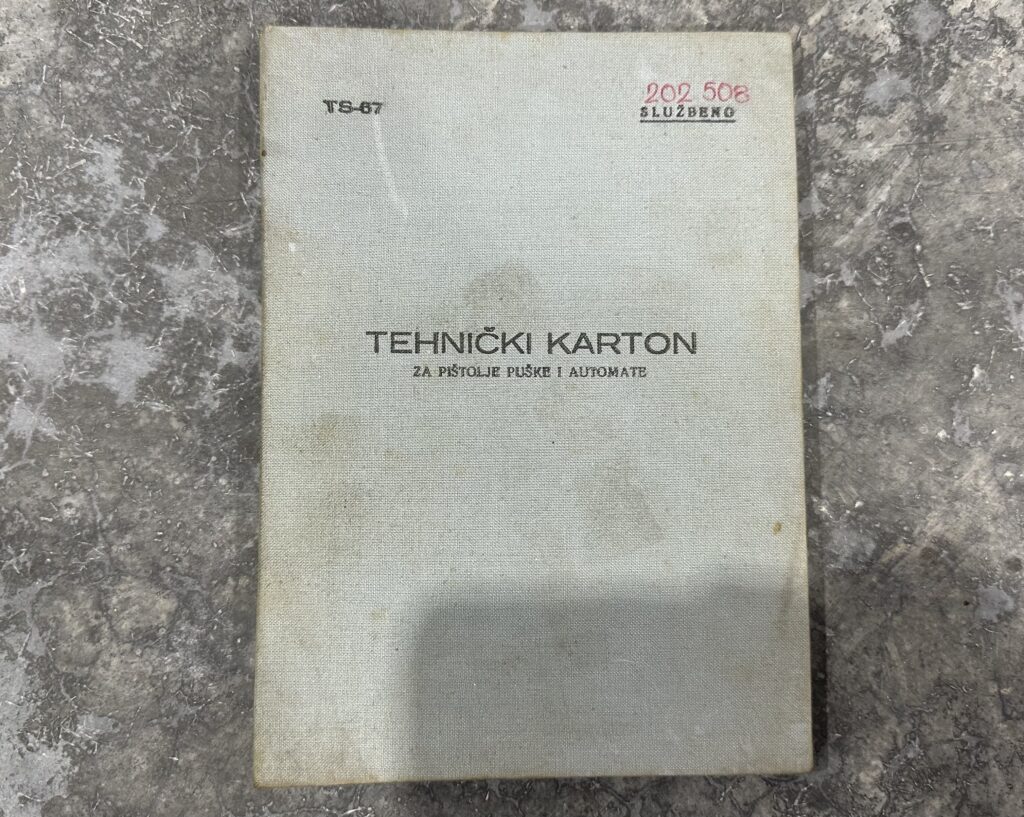 TS-67
202 508
SLUŽBENO
TEHNIČKI KARTON
ZA PIŠTOLJE PUŠKE I AUTOMATE